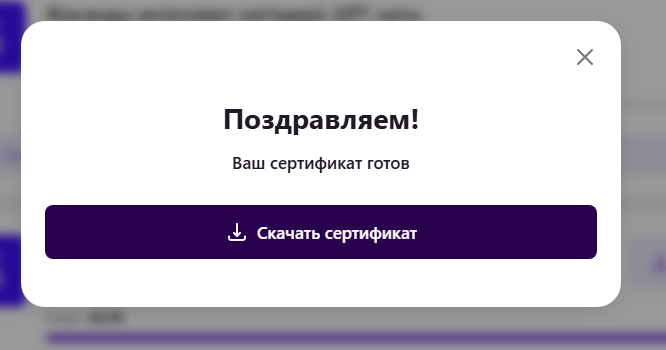 Поздравляем!
Ваш сертификат готов
Скачать сертификат